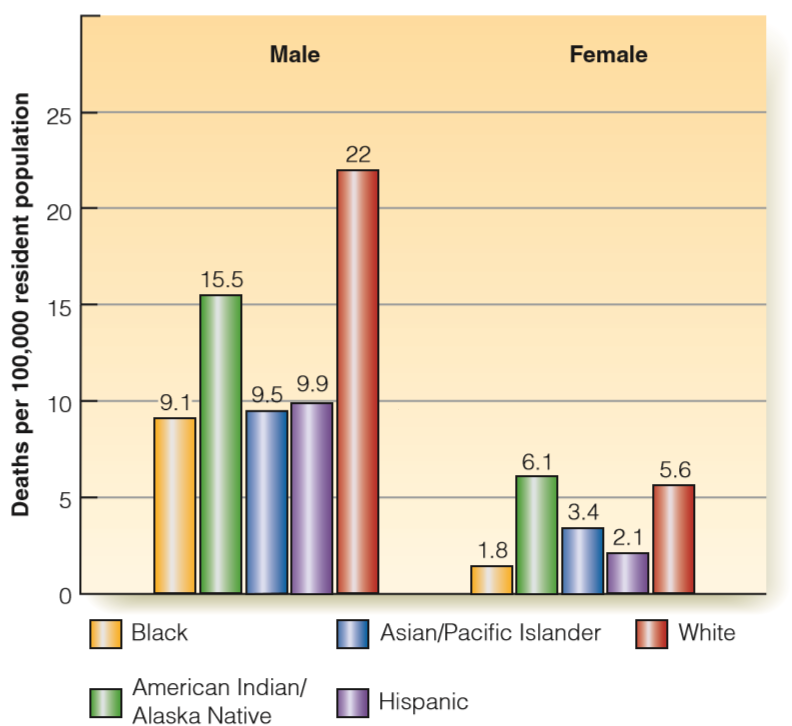 Male
Female
Deaths per 100,000 resident population
25
20
15
10
5
0
9.1
15.5
9.5
9.9
22
1.8
6.1
3.4
2.1
5.6
Black
Asian/Pacific Islander
White
American Indian/
Alaska Native
Hispanic